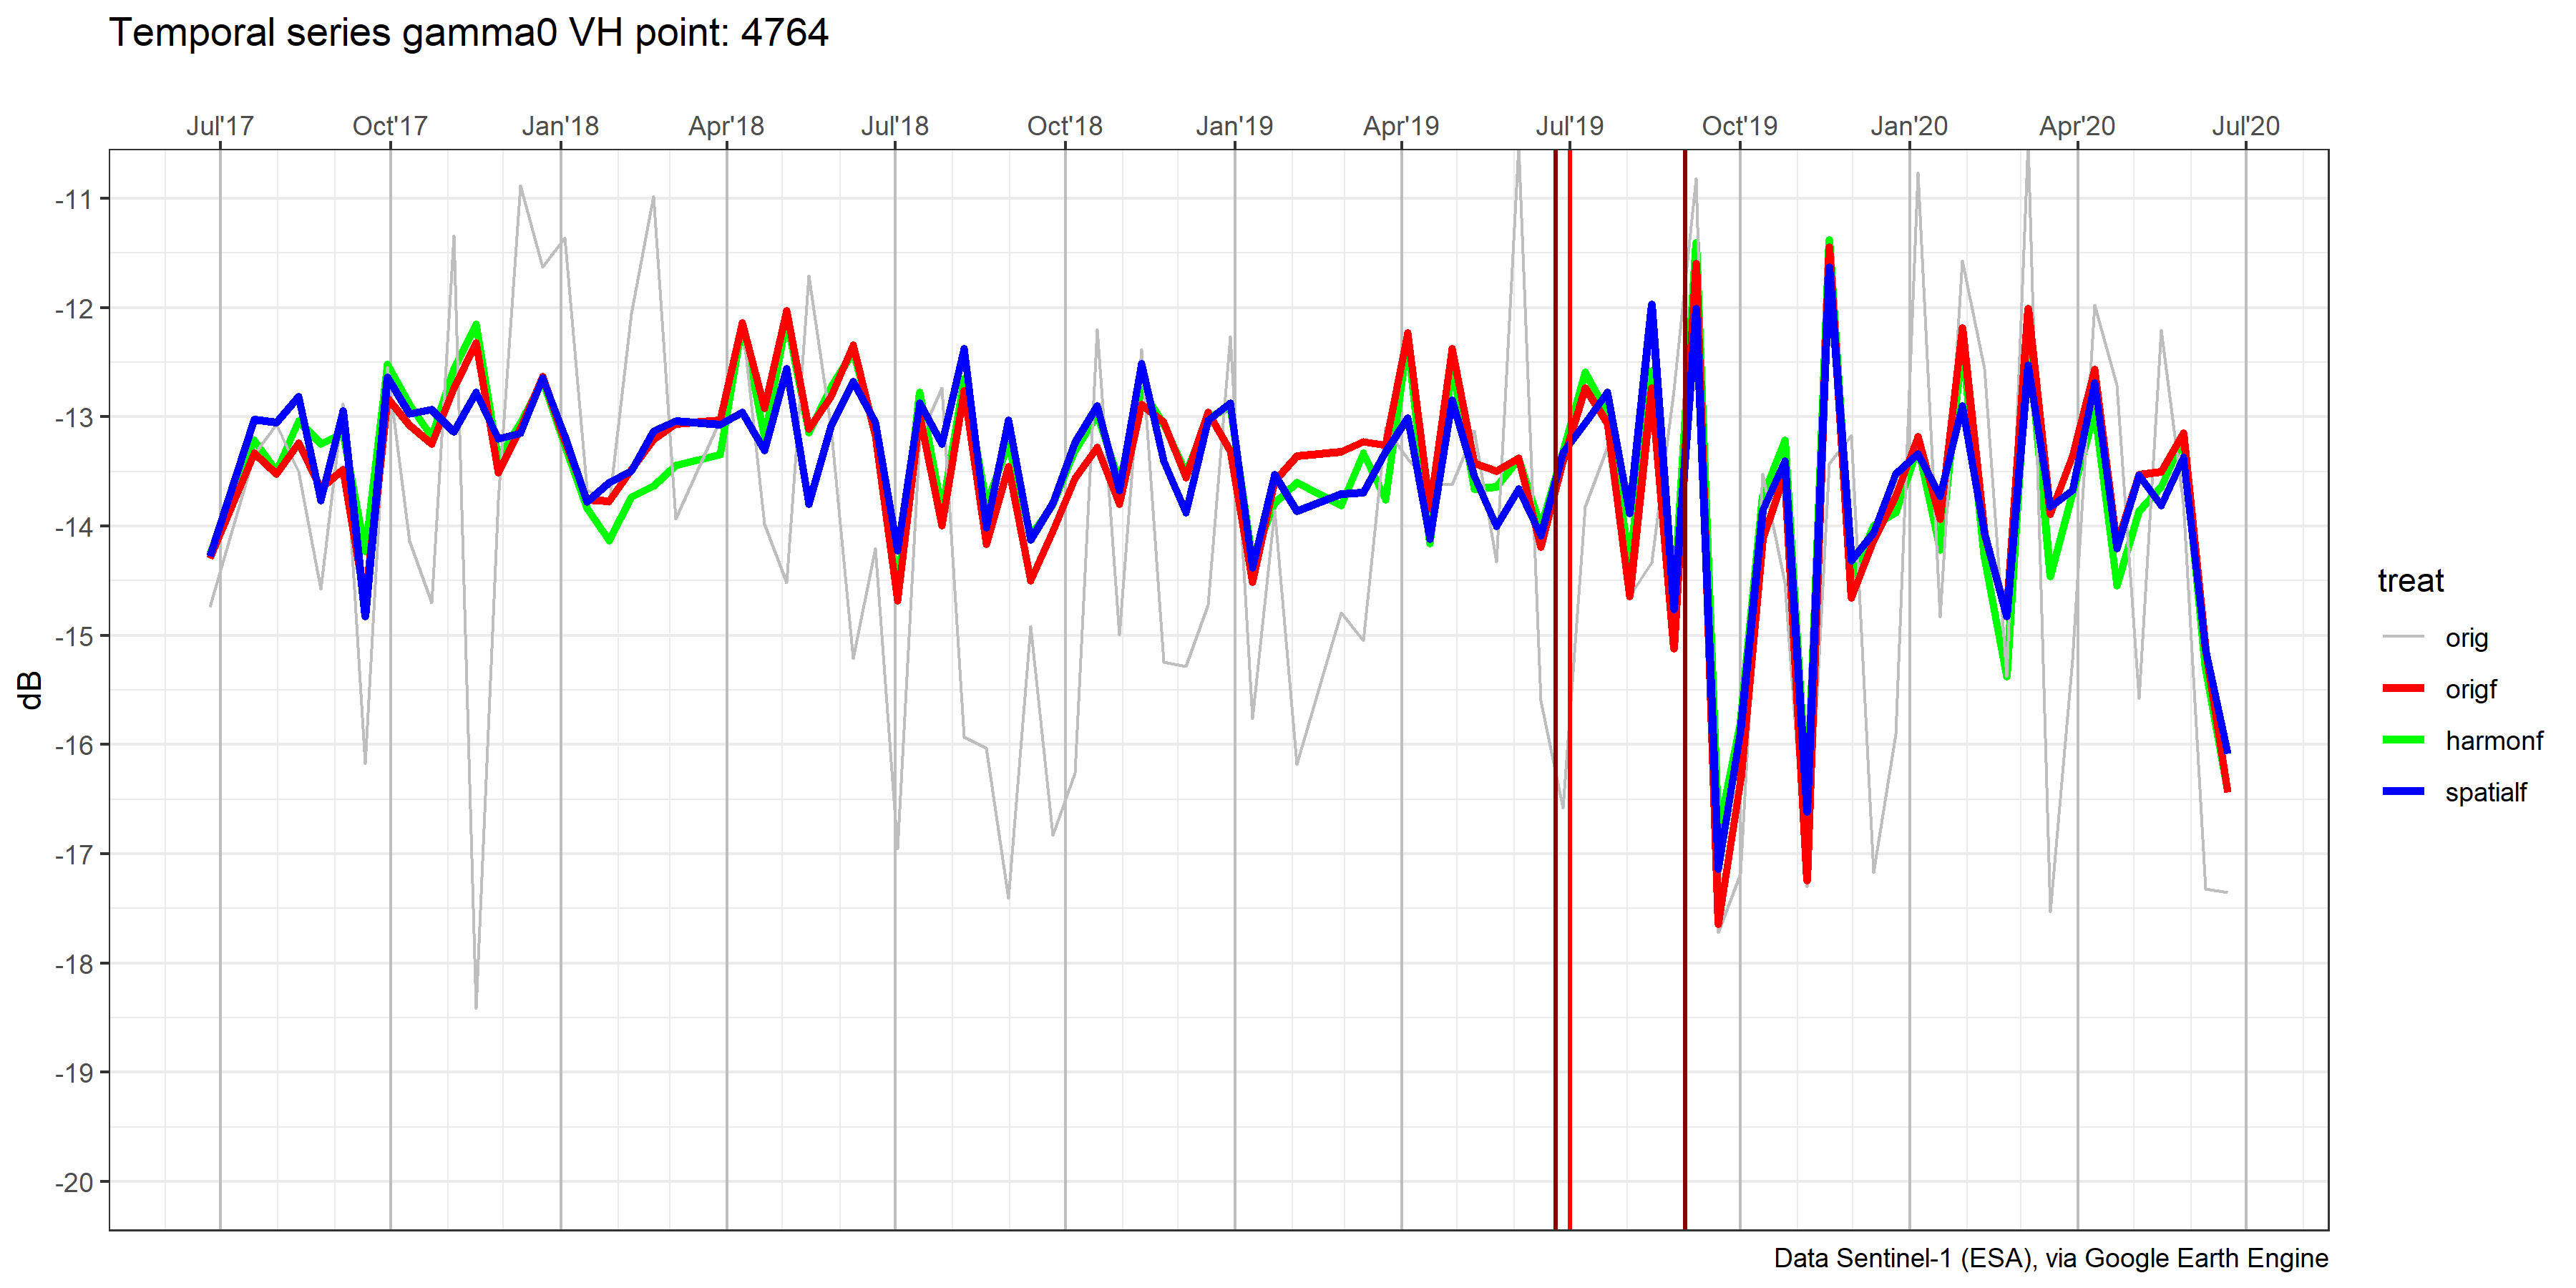 Temporal series gamma0 VH point: 4764
Jul'17 Oct'17 Jan'18 Apr'18 Jul'18 Oct'18 Jan'19 Apr'19 Jul'19 Oct'19 Jan'20 Apr'20 Jul'20
-11
-12
-13
-14
-15
-16
-17
-18
-19
-20
dB
treat
orig
origf
harmonf
spatialf
Data Sentinel-1 (ESA), via Google Earth Engine